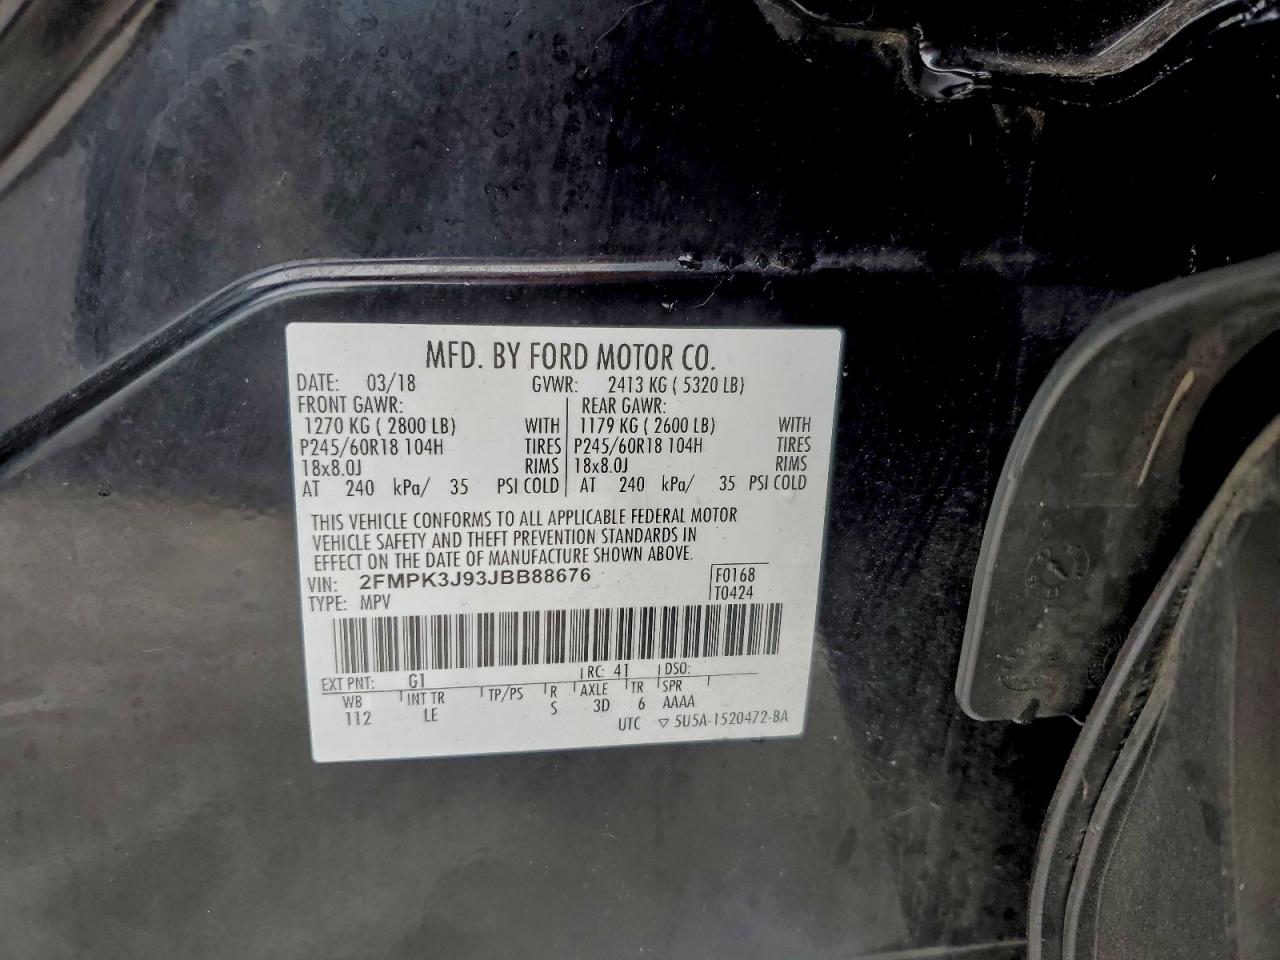 MFD. BY FORD MOTOR CO.
DATE: 03/18 GVWR: 2413 KG ( 5320 LB)
FRONT GAWR: REAR GAWR:
1270 KG ( 2800 LB) WITH 1179 KG ( 2600 LB) WITH
P245/60R18 104H TIRES P245/60R18 104H TIRES
18x8.0J RIMS 18x8.0J RIMS
AT 240 kPa/ 35 PSI COLD AT 240 kPa/ 35 PSI COLD
THIS VEHICLE CONFORMS TO ALL APPLICABLE FEDERAL MOTOR
VEHICLE SAFETY AND THEFT PREVENTION STANDARDS IN
EFFECT ON THE DATE OF MANUFACTURE SHOWN ABOVE.
VIN: 2FMPK3J93JBB88676 F0168
TYPE: MPV T0424
EXT PNT: G1 RC: 41 DSO:
WB INT TR TP/PS R AXLE TR SPR
112 LE S 3D 6 AAAA
UTC ▽ 5U5A-1520472-BA